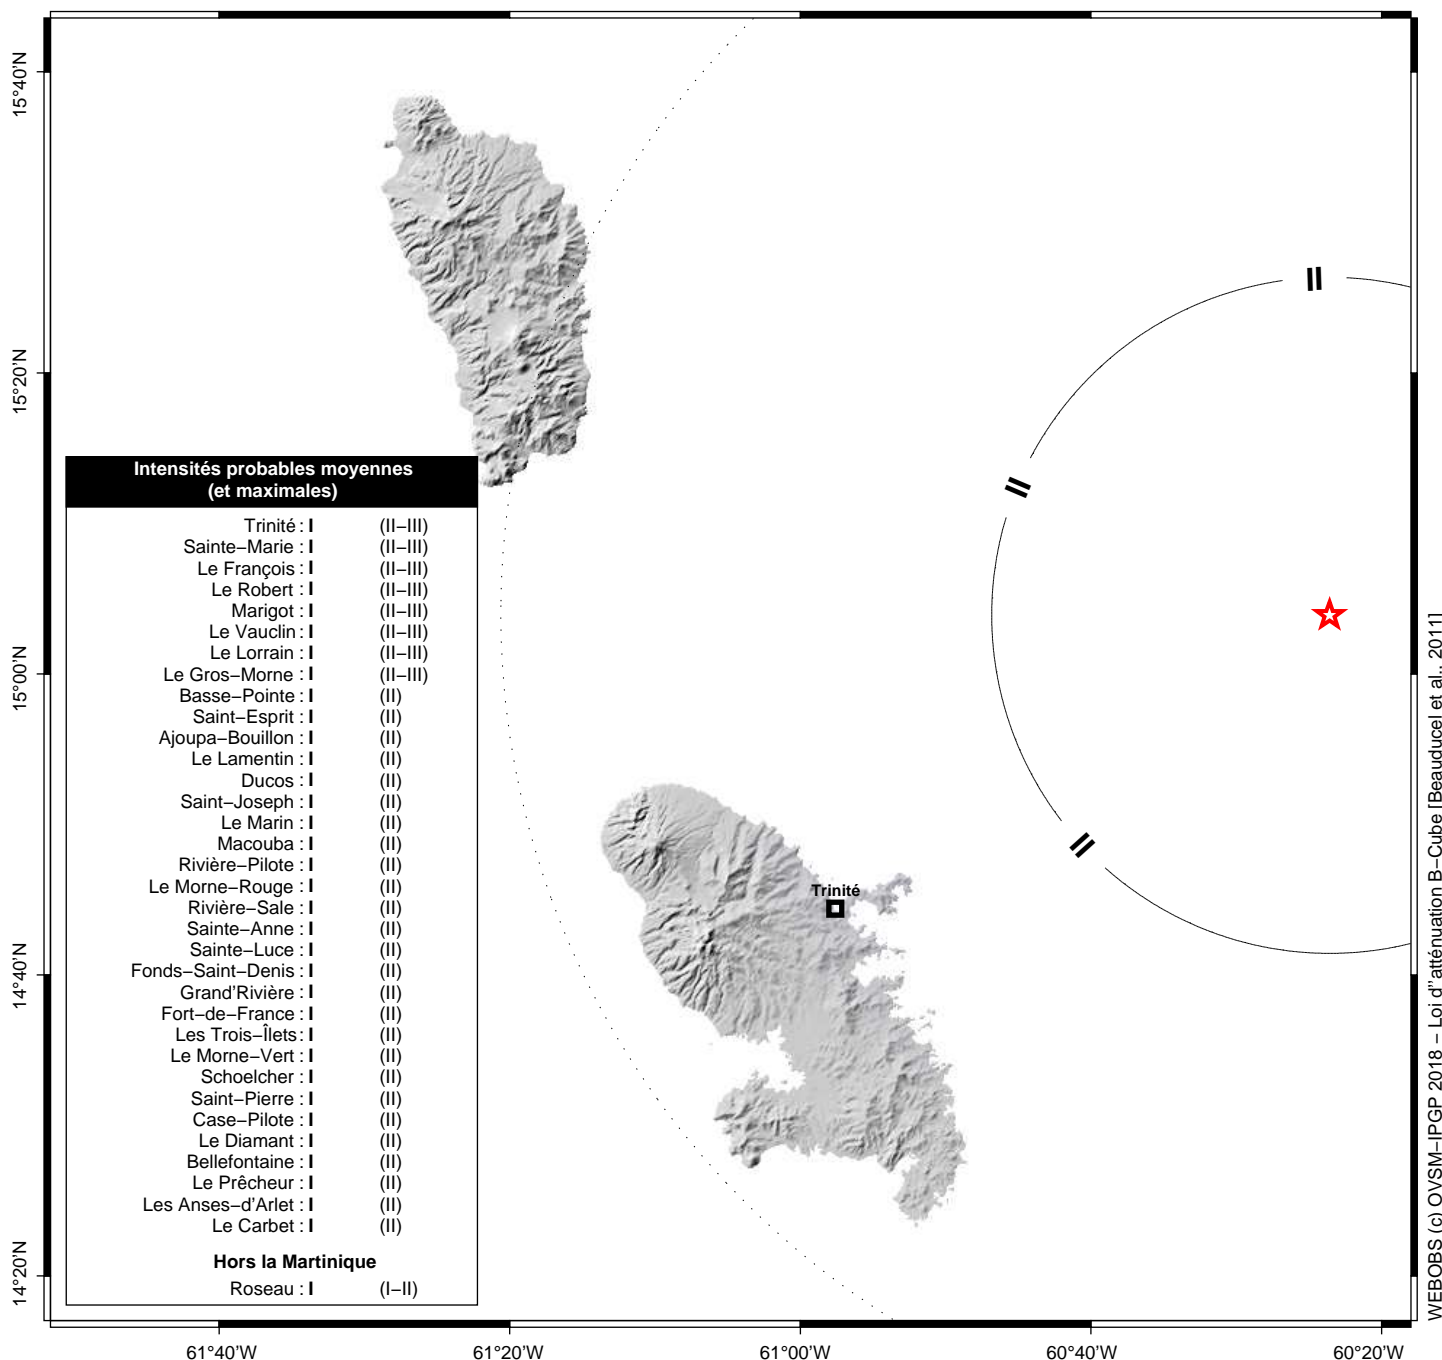 15°40'N
15°20'N
15°00'N
14°40'N
14°20'N
61°40'W
61°20'W
61°00'W
60°40'W
60°20'W
II
II
II
Trinité
Intensités probables moyennes
(et maximales)
Trinité : I (II–III)
Sainte–Marie : I (II–III)
Le François : I (II–III)
Le Robert : I (II–III)
Marigot : I (II–III)
Le Vauclin : I (II–III)
Le Lorrain : I (II–III)
Le Gros–Morne : I (II–III)
Basse–Pointe : I (II)
Saint–Esprit : I (II)
Ajoupa–Bouillon : I (II)
Le Lamentin : I (II)
Ducos : I (II)
Saint–Joseph : I (II)
Le Marin : I (II)
Macouba : I (II)
Rivière–Pilote : I (II)
Le Morne–Rouge : I (II)
Rivière–Sale : I (II)
Sainte–Anne : I (II)
Sainte–Luce : I (II)
Fonds–Saint–Denis : I (II)
Grand'Rivière : I (II)
Fort–de–France : I (II)
Les Trois–Îlets : I (II)
Le Morne–Vert : I (II)
Schoelcher : I (II)
Saint–Pierre : I (II)
Case–Pilote : I (II)
Le Diamant : I (II)
Bellefontaine : I (II)
Le Prêcheur : I (II)
Les Anses–d'Arlet : I (II)
Le Carbet : I (II)
Hors la Martinique
Roseau : I (I–II)
WEBOBS (c) OVSM–IPGP 2018 – Loi d''atténuation B–Cube [Beauducel et al., 2011]